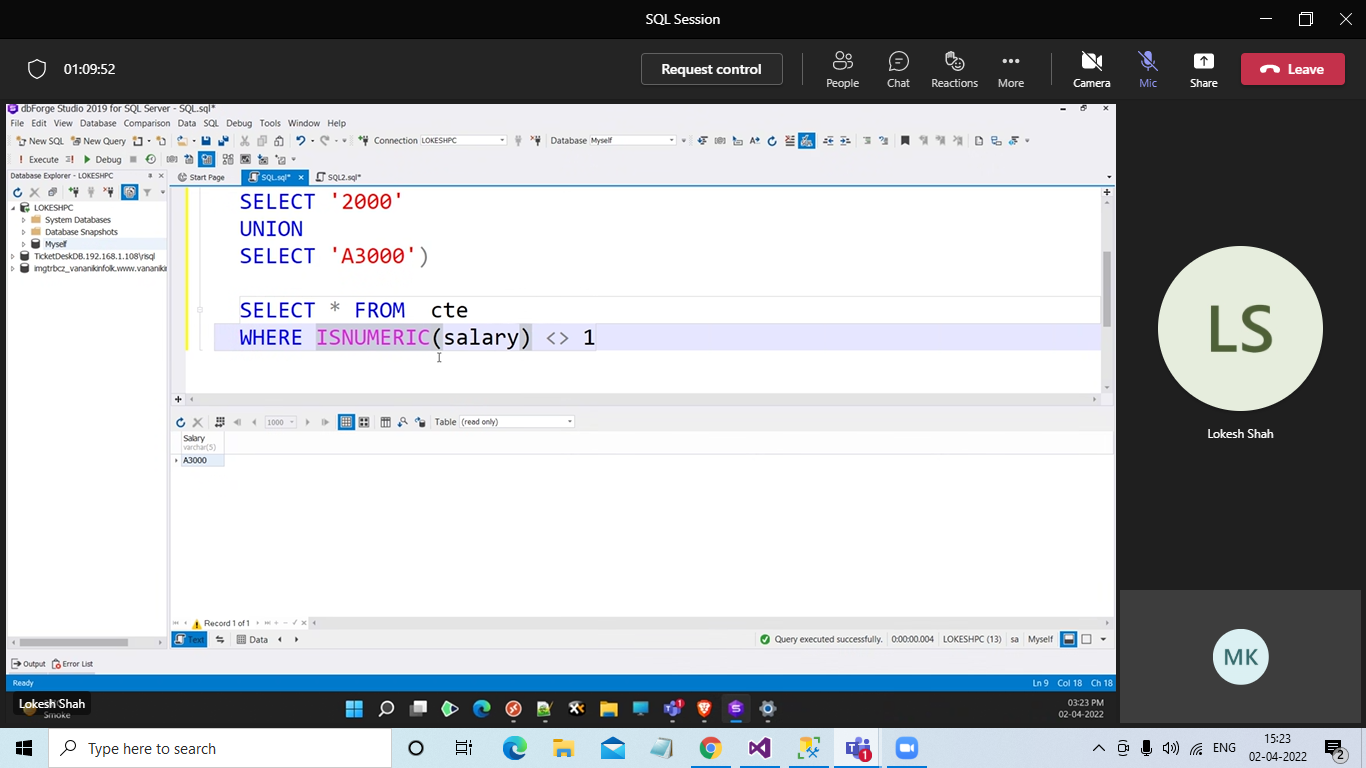 SQL Session
01:09:52
Request control
People
Chat
Reactions
More
Camera
Mic
Share
Leave
dbForge Studio 2019 for SQL Server - SQL.sql*
File Edit View Database Comparison Data SQL Debug Tools Window Help
New SQL New Query Connection LOKESHPC Database Myself
Execute Debug
Database Explorer - LOKESHPC
Start Page SQL.sql* SQL2.sql*
LOKESHPC
System Databases
Database Snapshots
Myself
TicketDeskDB.192.168.1.108\risql
imgtrbcz_vananikinfolk.www.vananikin
SELECT '2000'
UNION
SELECT 'A3000')
SELECT * FROM cte
WHERE ISNUMERIC(salary) <> 1
1000 Table (read only)
Salary
varchar(5)
A3000
Record 1 of 1
Text Data
Query executed successfully. 0:00:00.004 LOKESHPC (13) sa Myself
Output Error List
Ready Ln 9 Col 18 Ch 18
LS
Lokesh Shah
MK
Lokesh Shah
Smoke
03:23 PM
02-04-2022
Type here to search
ENG
15:23
02-04-2022